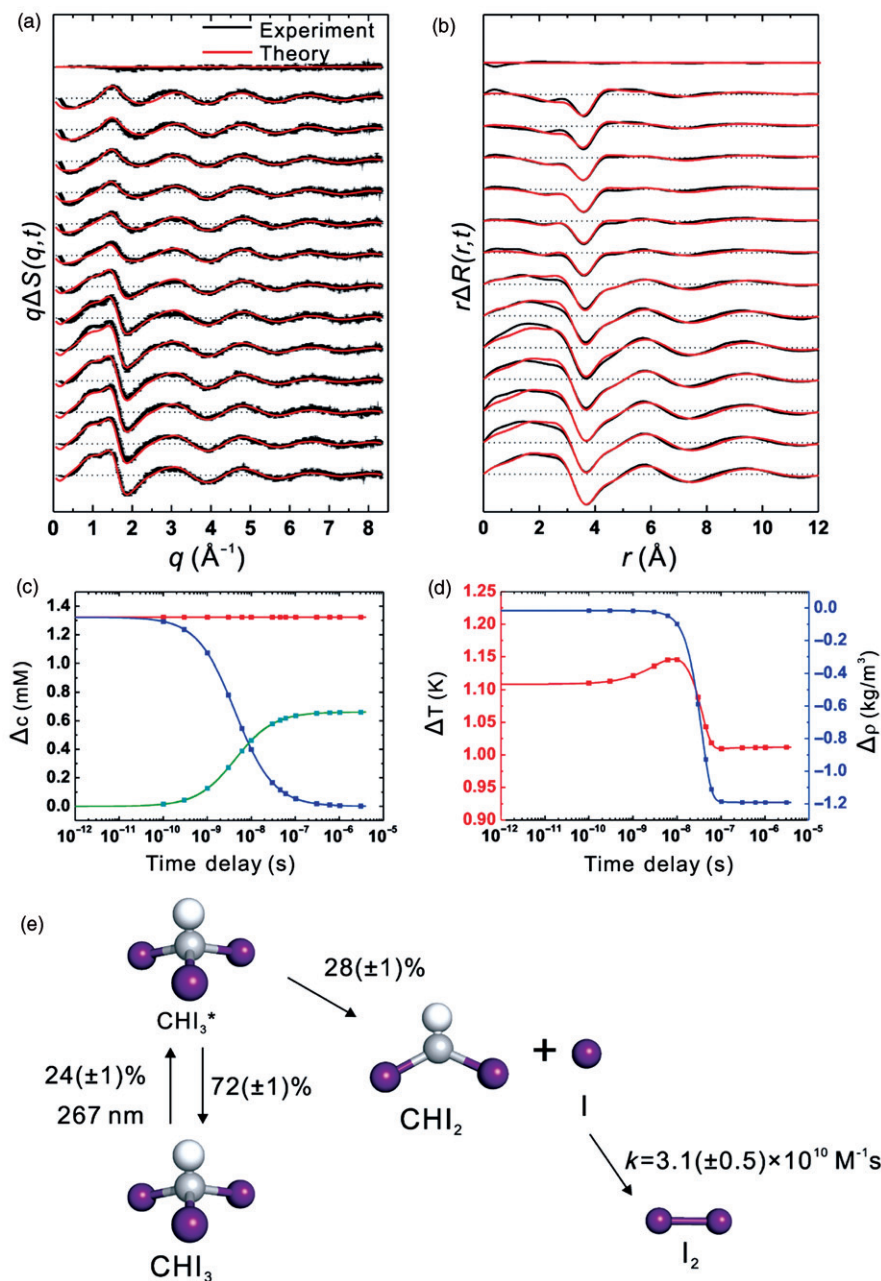 (a)
Experiment
Theory
qΔS(q,t)
0 1 2 3 4 5 6 7 8
q (Å⁻¹)
(b)
rΔR(r,t)
0 2 4 6 8 10 12
r (Å)
(c)
Δc (mM)
1.4
1.2
1.0
0.8
0.6
0.4
0.2
0.0
10⁻¹² 10⁻¹¹ 10⁻¹⁰ 10⁻⁹ 10⁻⁸ 10⁻⁷ 10⁻⁶ 10⁻⁵
Time delay (s)
(d)
ΔT (K)
1.25
1.20
1.15
1.10
1.05
1.00
0.95
0.90
Δρ (kg/m³)
0.0
−0.2
−0.4
−0.6
−0.8
−1.0
−1.2
10⁻¹² 10⁻¹¹ 10⁻¹⁰ 10⁻⁹ 10⁻⁸ 10⁻⁷ 10⁻⁶ 10⁻⁵
Time delay (s)
(e)
CHI₃*
28(±1)%
24(±1)%
267 nm
72(±1)%
CHI₃
CHI₂
+
I
k=3.1(±0.5)×10¹⁰ M⁻¹s
I₂